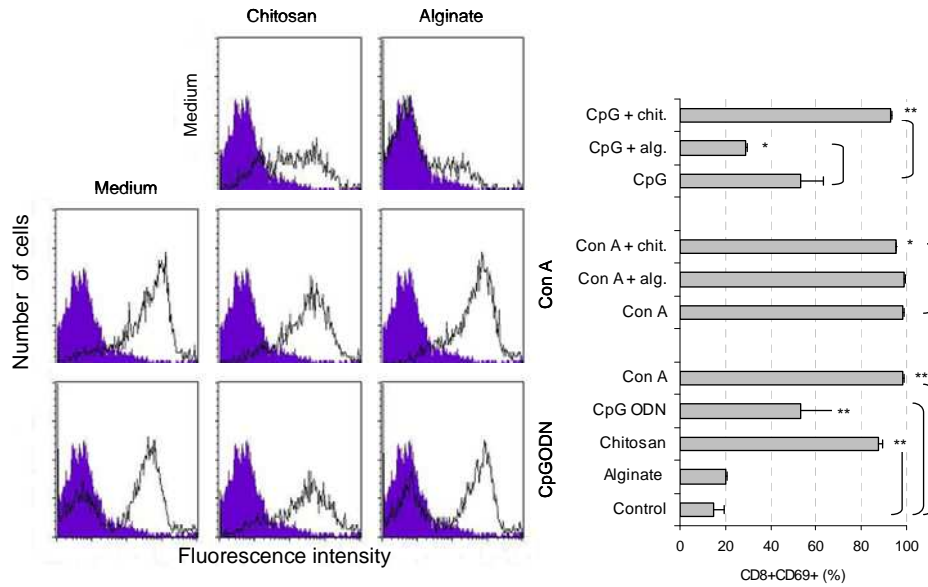 Chitosan Alginate
Medium
Medium
Number of cells
Con A
CpGODN
Fluorescence intensity
CpG + chit. **
CpG + alg. *
CpG
Con A + chit. *
Con A + alg.
Con A
Con A **
CpG ODN **
Chitosan **
Alginate
Control
0 20 40 60 80 100
CD8+CD69+ (%)